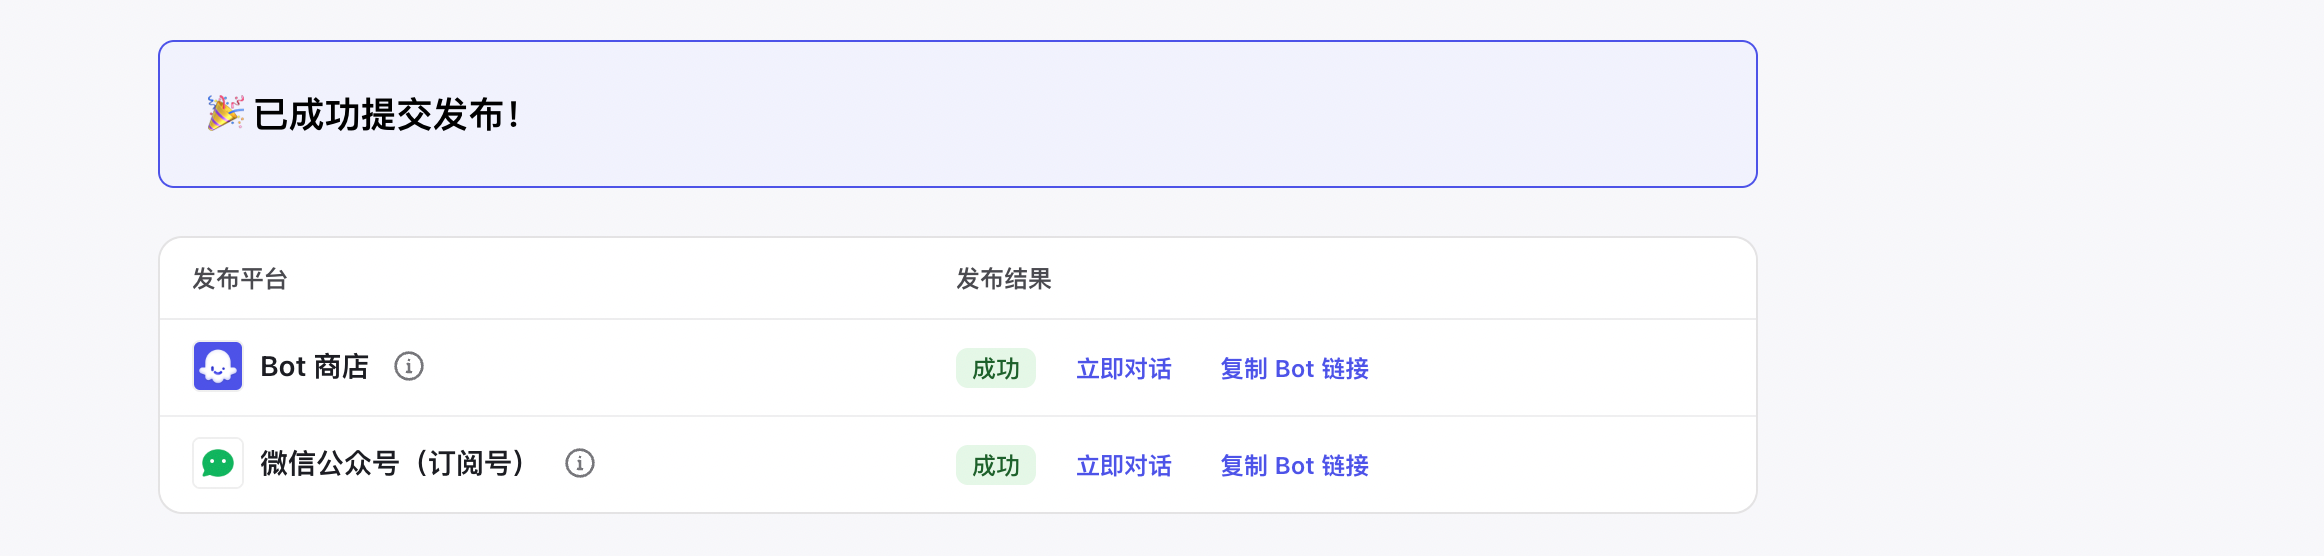 🎉 已成功提交发布！
发布平台 发布结果
Bot 商店 成功 立即对话 复制 Bot 链接
微信公众号（订阅号） 成功 立即对话 复制 Bot 链接